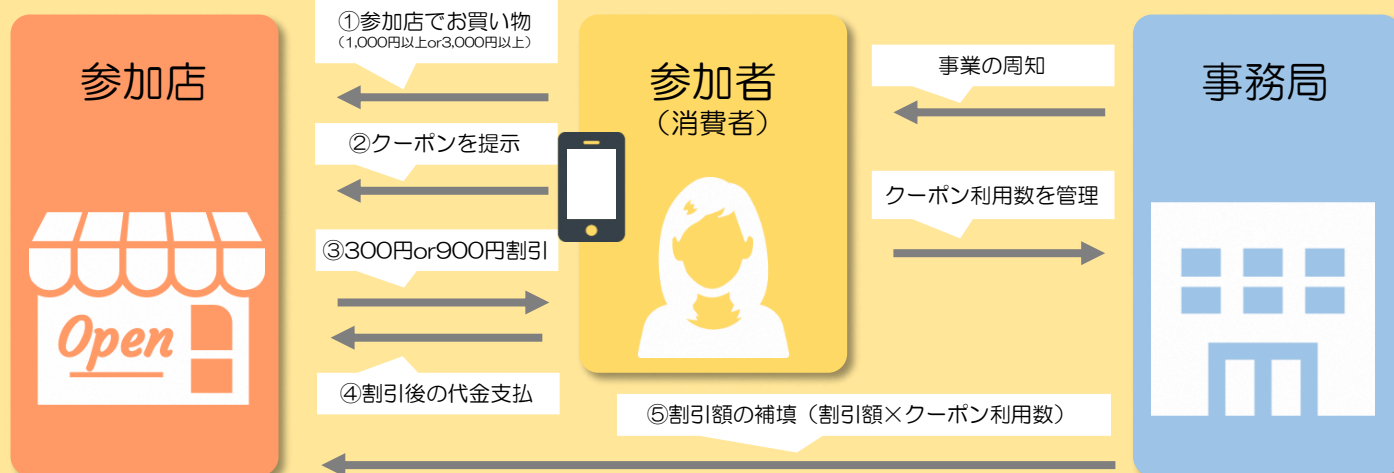 ①参加店でお買い物
（1,000円以上or3,000円以上）
参加店
参加者
（消費者）
事業の周知
事務局
②クーポンを提示
クーポン利用数を管理
③300円or900円割引
Open
④割引後の代金支払
⑤割引額の補填（割引額×クーポン利用数）